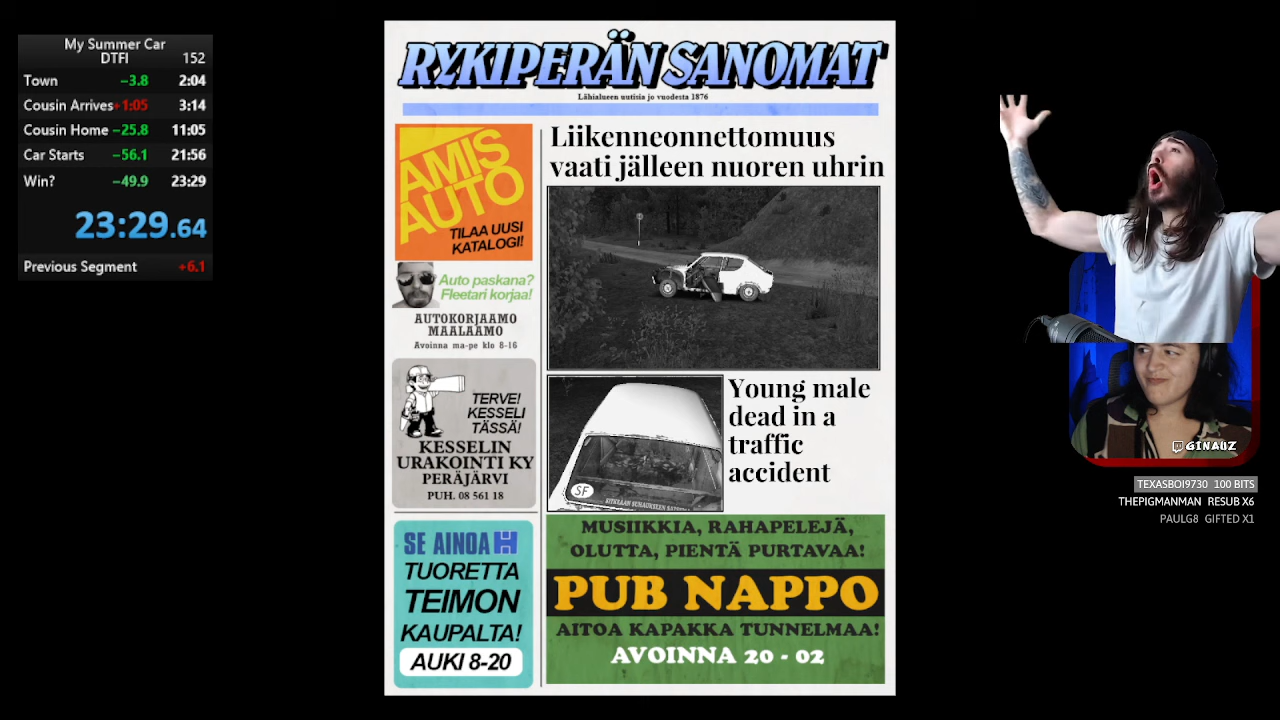 My Summer Car
DTFI 152
Town −3.8 2:04
Cousin Arrives +1:05 3:14
Cousin Home −25.8 11:05
Car Starts −56.1 21:56
Win? −49.9 23:29
23:29.64
Previous Segment +6.1
RYKIPERÄN SANOMAT
Lähialueen uutisia jo vuodesta 1876
AMIS
AUTO
TILAA UUSI
KATALOGI!
Auto paskana?
Fleetari korjaa!
AUTOKORJAAMO
MAALAAMO
Avoinna ma-pe klo 8-16
TERVE!
KESSELI
TÄSSÄ!
KESSELIN
URAKOINTI KY
PERÄJÄRVI
PUH. 08 561 18
SE AINOA
TUORETTA
TEIMON
KAUPALTA!
AUKI 8-20
Liikenneonnettomuus
vaati jälleen nuoren uhrin
Young male
dead in a
traffic
accident
SF
MUSIIKKIA, RAHAPELEJÄ,
OLUTTA, PIENTÄ PURTAVAA!
PUB NAPPO
AITOA KAPAKKA TUNNELMAA!
AVOINNA 20 - 02
GINAUZ
TEXASBOI9730 100 BITS
THEPIGMANMAN RESUB X6
PAULG8 GIFTED X1